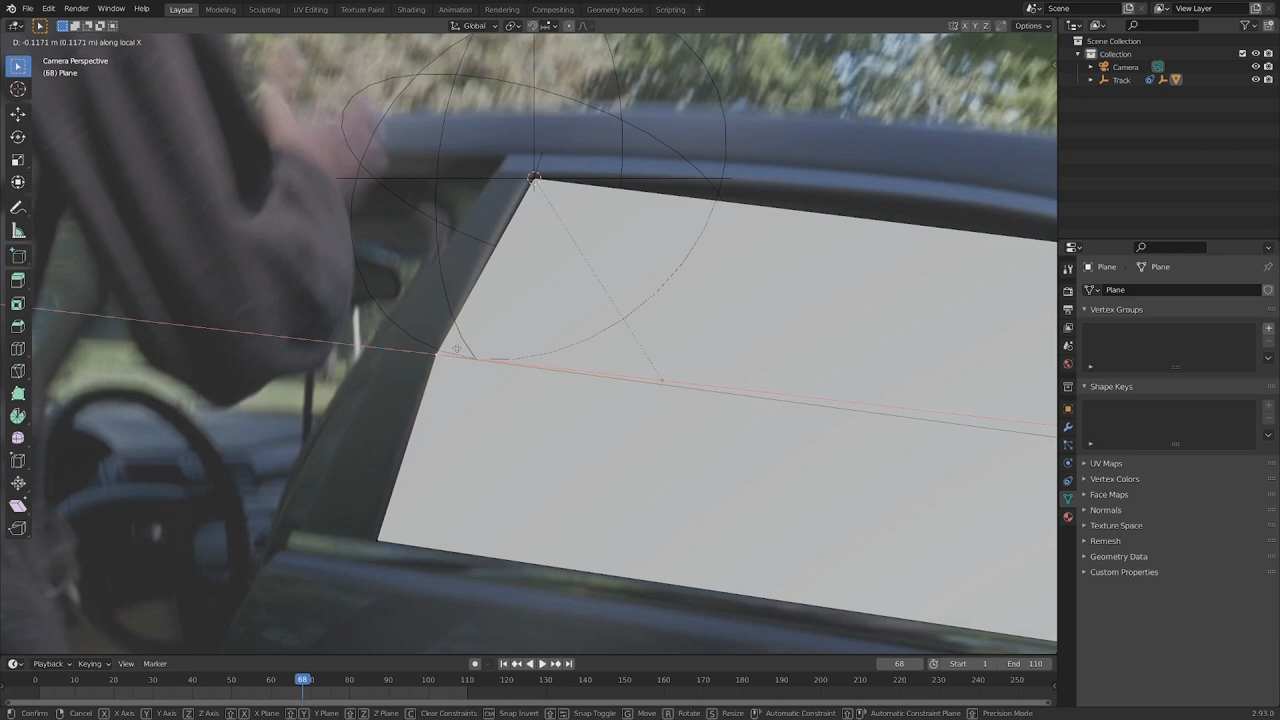 File Edit Render Window Help Layout Modeling Sculpting UV Editing Texture Paint Shading Animation Rendering Compositing Geometry Nodes Scripting Scene View Layer
Global X Y Z Options
D: -0.1171 m (0.1171 m) along local X
Camera Perspective
(68) Plane
Scene Collection
Collection
Camera
Track
Plane Plane
Plane
Vertex Groups
Shape Keys
UV Maps
Vertex Colors
Face Maps
Normals
Texture Space
Remesh
Geometry Data
Custom Properties
Playback Keying View Marker 68 Start 1 End 110
0 10 20 30 40 50 60 68 80 90 100 110 120 130 140 150 160 170 180 190 200 210 220 230 240 250
Confirm Cancel X X Axis Y Y Axis Z Z Axis X X Plane Y Y Plane Z Z Plane C Clear Constraints Snap Invert Snap Toggle G Move R Rotate S Resize Automatic Constraint Automatic Constraint Plane Precision Mode 2.93.0